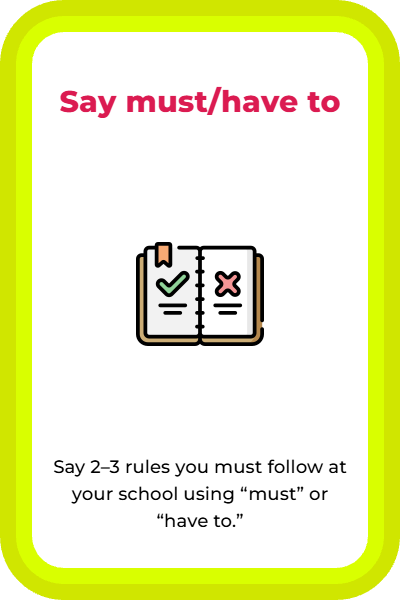 Say must/have to
Say 2–3 rules you must follow at
your school using “must” or
“have to.”